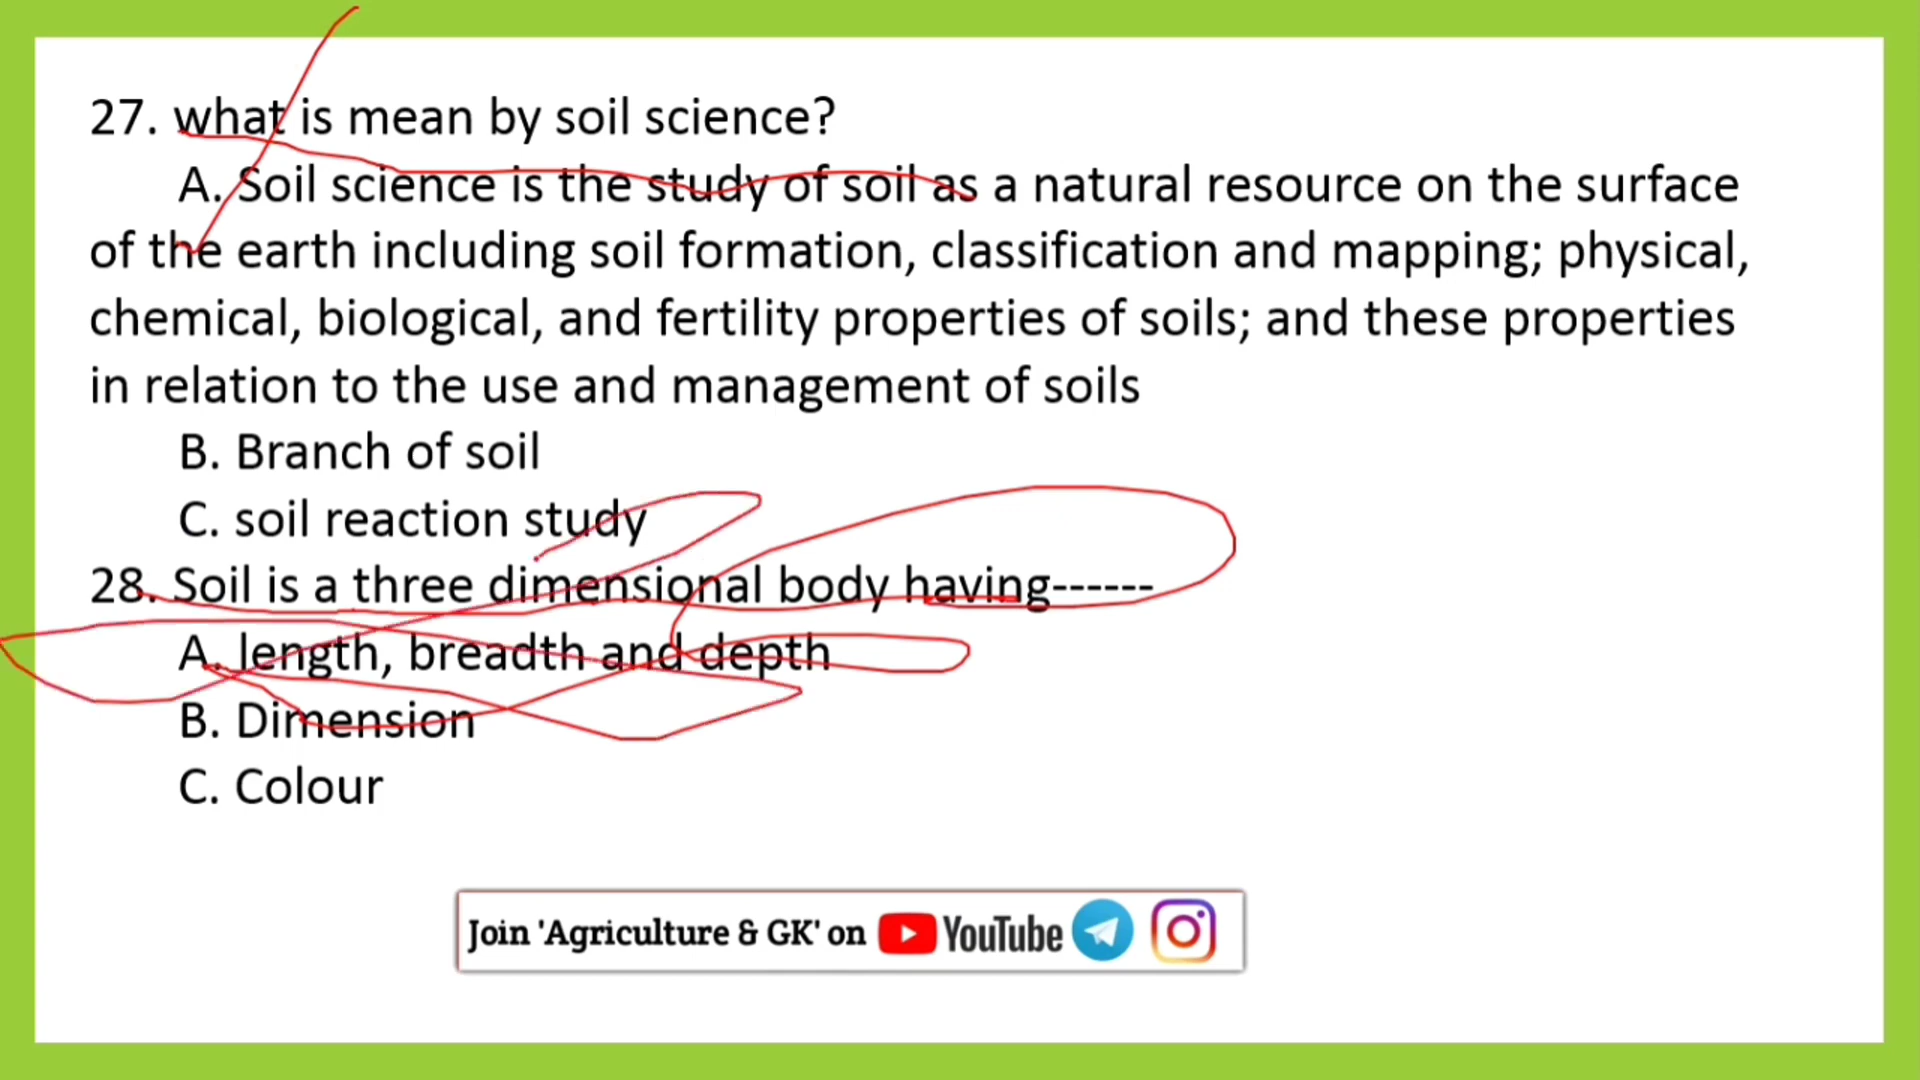 27. what is mean by soil science?
A. Soil science is the study of soil as a natural resource on the surface
of the earth including soil formation, classification and mapping; physical,
chemical, biological, and fertility properties of soils; and these properties
in relation to the use and management of soils
B. Branch of soil
C. soil reaction study
28. Soil is a three dimensional body having------
A. length, breadth and depth
B. Dimension
C. Colour
Join 'Agriculture & GK' on YouTube